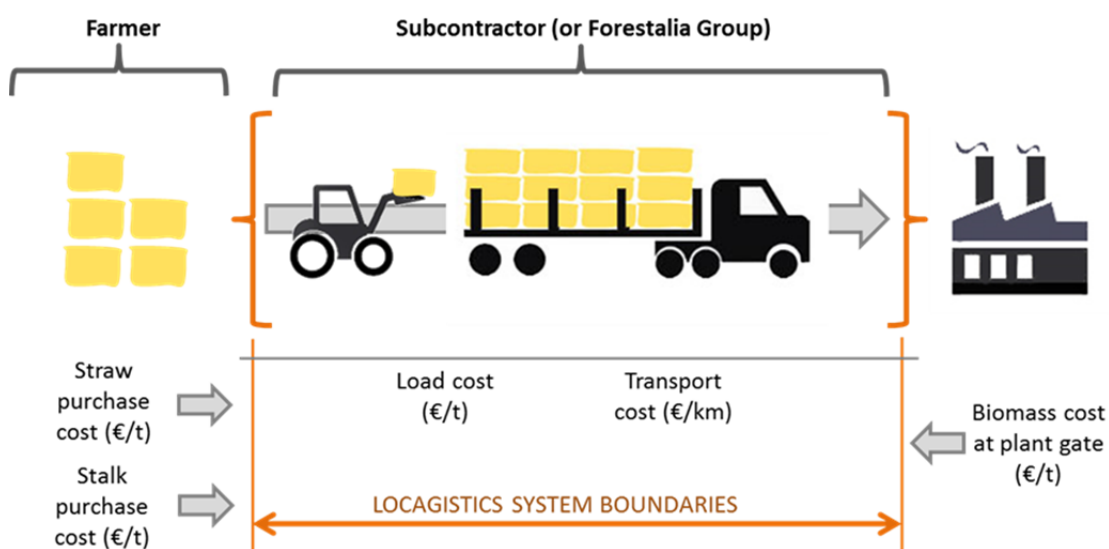 Farmer
Subcontractor (or Forestalia Group)
Straw
purchase
cost (€/t)
Stalk
purchase
cost (€/t)
Load cost
(€/t)
Transport
cost (€/km)
Biomass cost
at plant gate
(€/t)
LOCAGISTICS SYSTEM BOUNDARIES